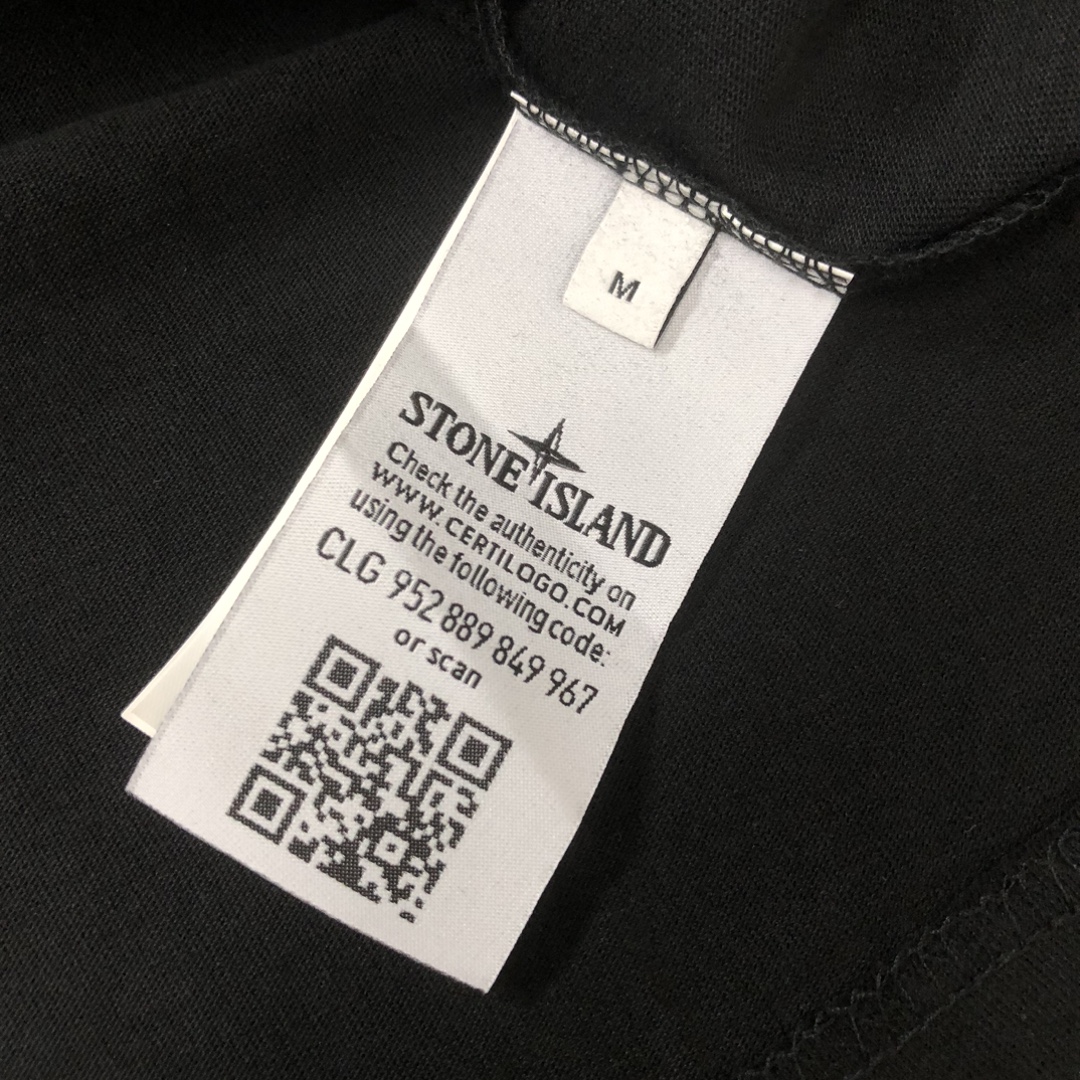 M
STONE ISLAND
Check the authenticity on
WWW.CERTILOGO.COM
using the following code:
CLG 952 889 849 967
or scan